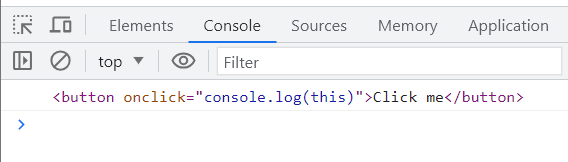 Elements Console Sources Memory Application
top Filter
<button onclick="console.log(this)">Click me</button>